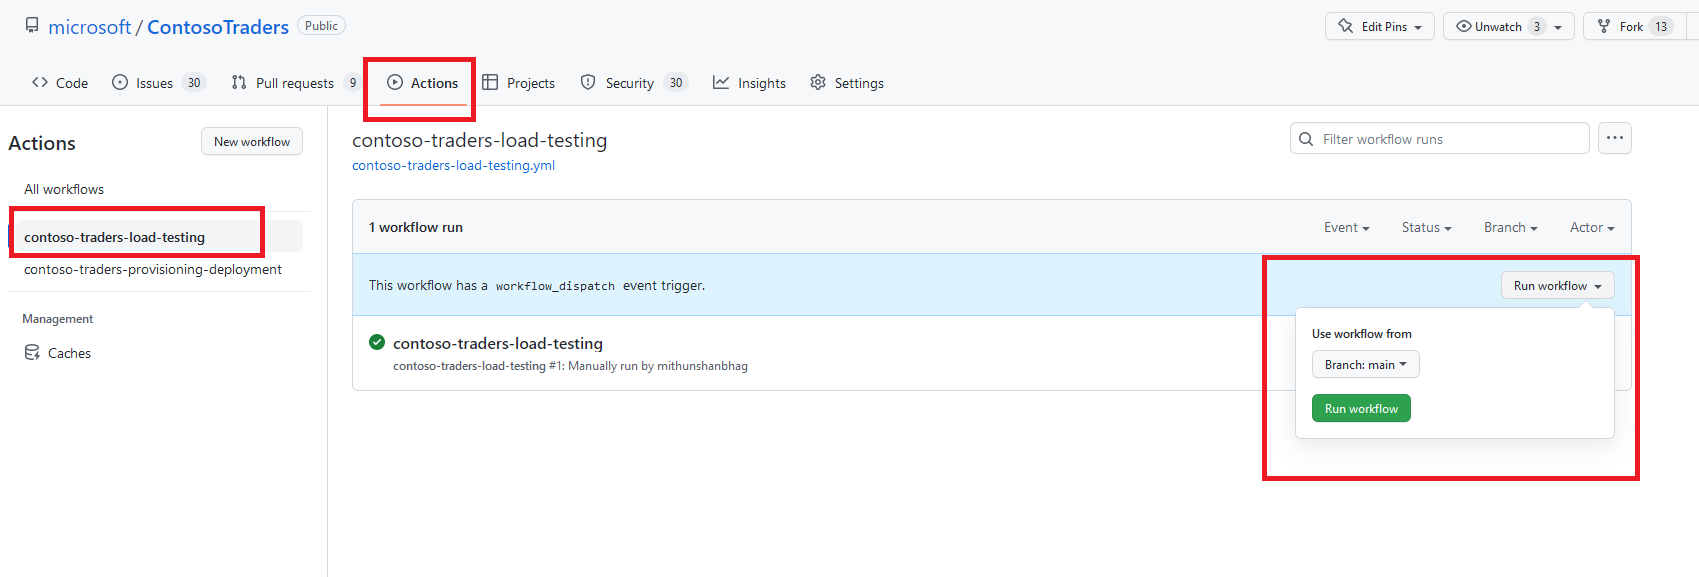 microsoft / ContosoTraders Public
Edit Pins Unwatch 3 Fork 13
Code Issues 30 Pull requests 9 Actions Projects Security 30 Insights Settings
Actions New workflow
All workflows
contoso-traders-load-testing
contoso-traders-provisioning-deployment
Management
Caches
contoso-traders-load-testing
contoso-traders-load-testing.yml
Filter workflow runs
1 workflow run
Event Status Branch Actor
This workflow has a workflow_dispatch event trigger.
Run workflow
contoso-traders-load-testing
contoso-traders-load-testing #1: Manually run by mithunshanbhag
Use workflow from
Branch: main
Run workflow